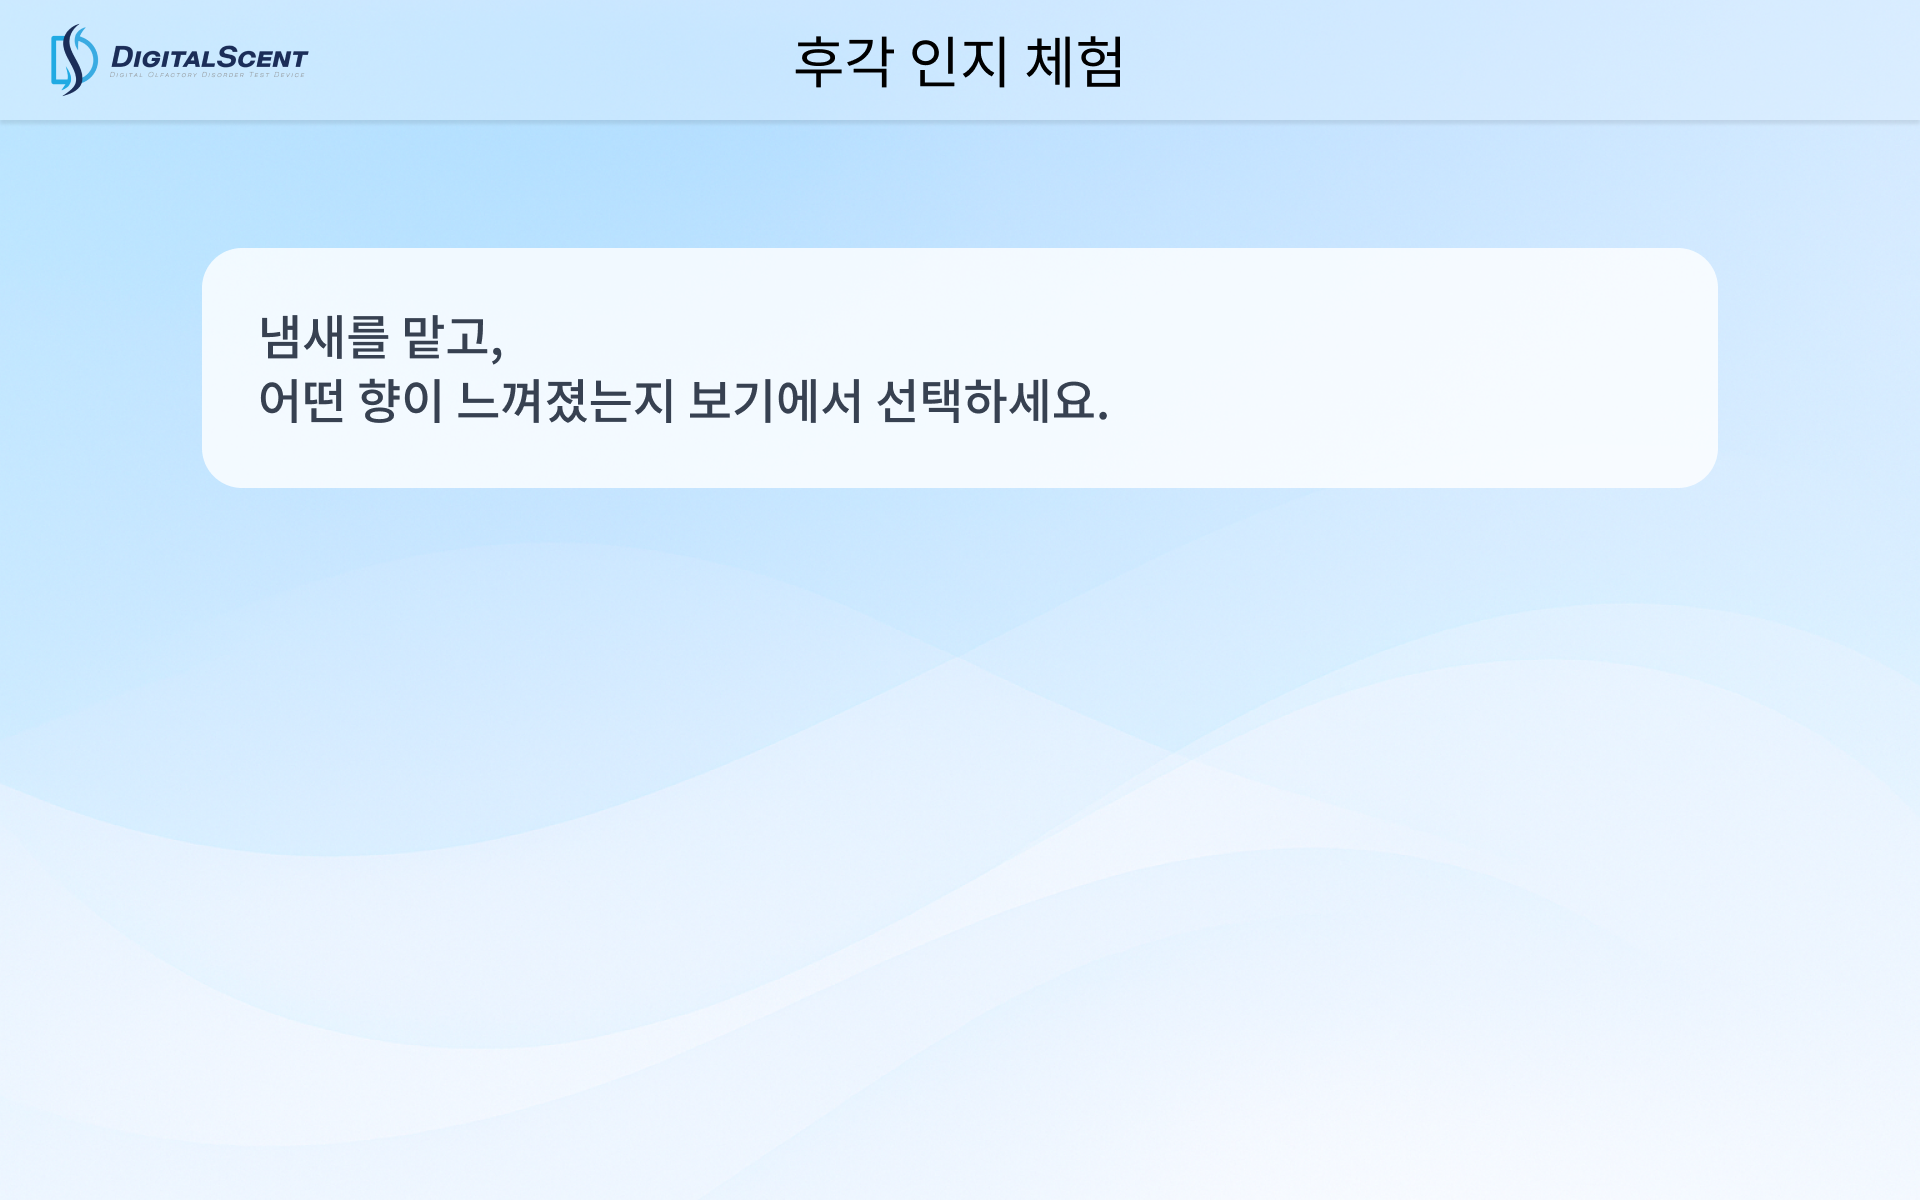 DIGITALSCENT
DIGITAL OLFACTORY DISORDER TEST DEVICE
후각 인지 체험
냄새를 맡고,
어떤 향이 느껴졌는지 보기에서 선택하세요.